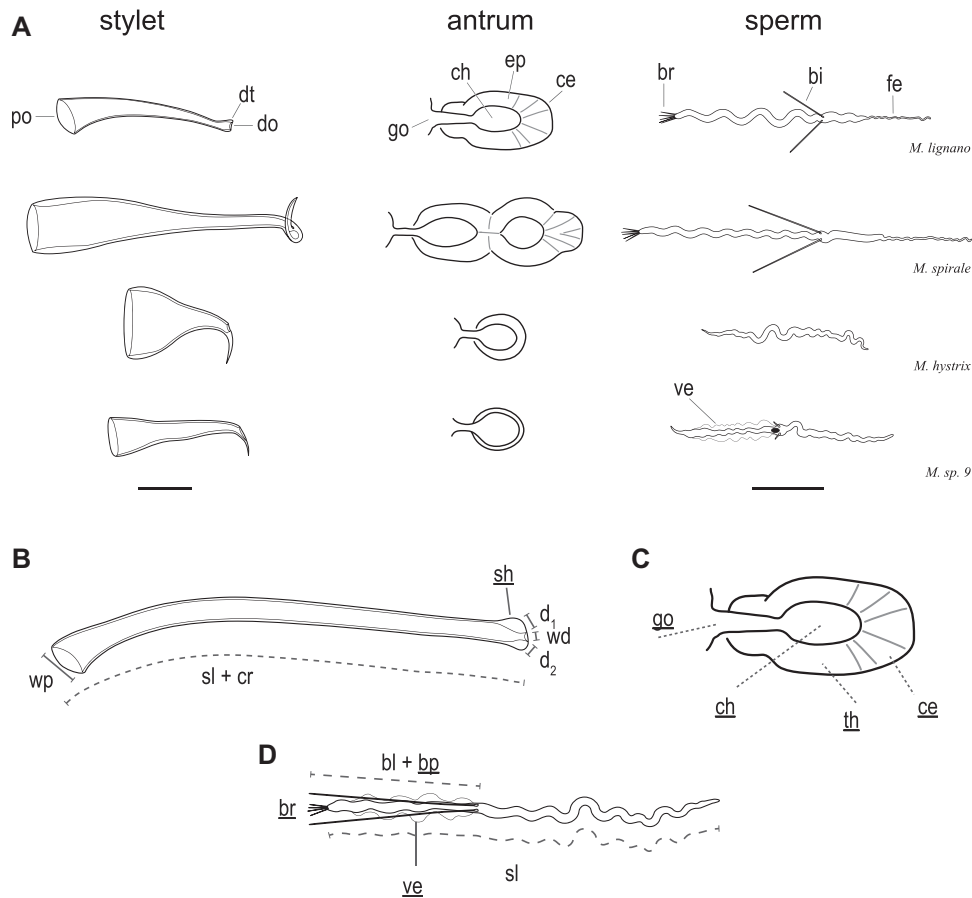 A
stylet
antrum
sperm
po
dt
do
go
ch
ep
ce
br
bi
fe
M. lignano
M. spirale
M. hystrix
ve
M. sp. 9
B
sh
d1
wd
d2
wp
sl + cr
C
go
ch
th
ce
D
bl + bp
br
ve
sl